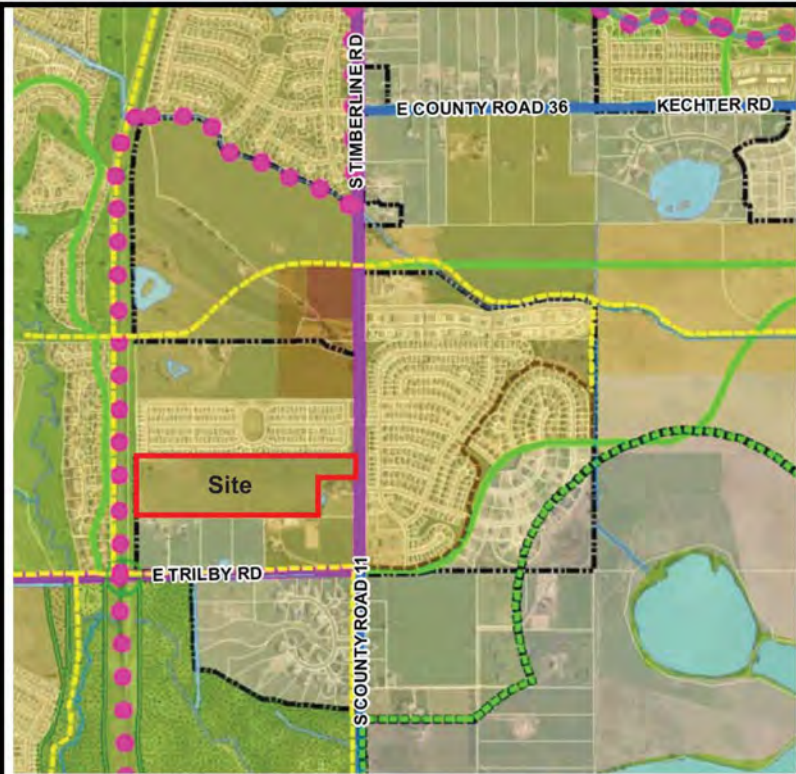 S TIMBERLINE RD
E COUNTY ROAD 36
KECHTER RD
Site
E TRILBY RD
S COUNTY ROAD 11